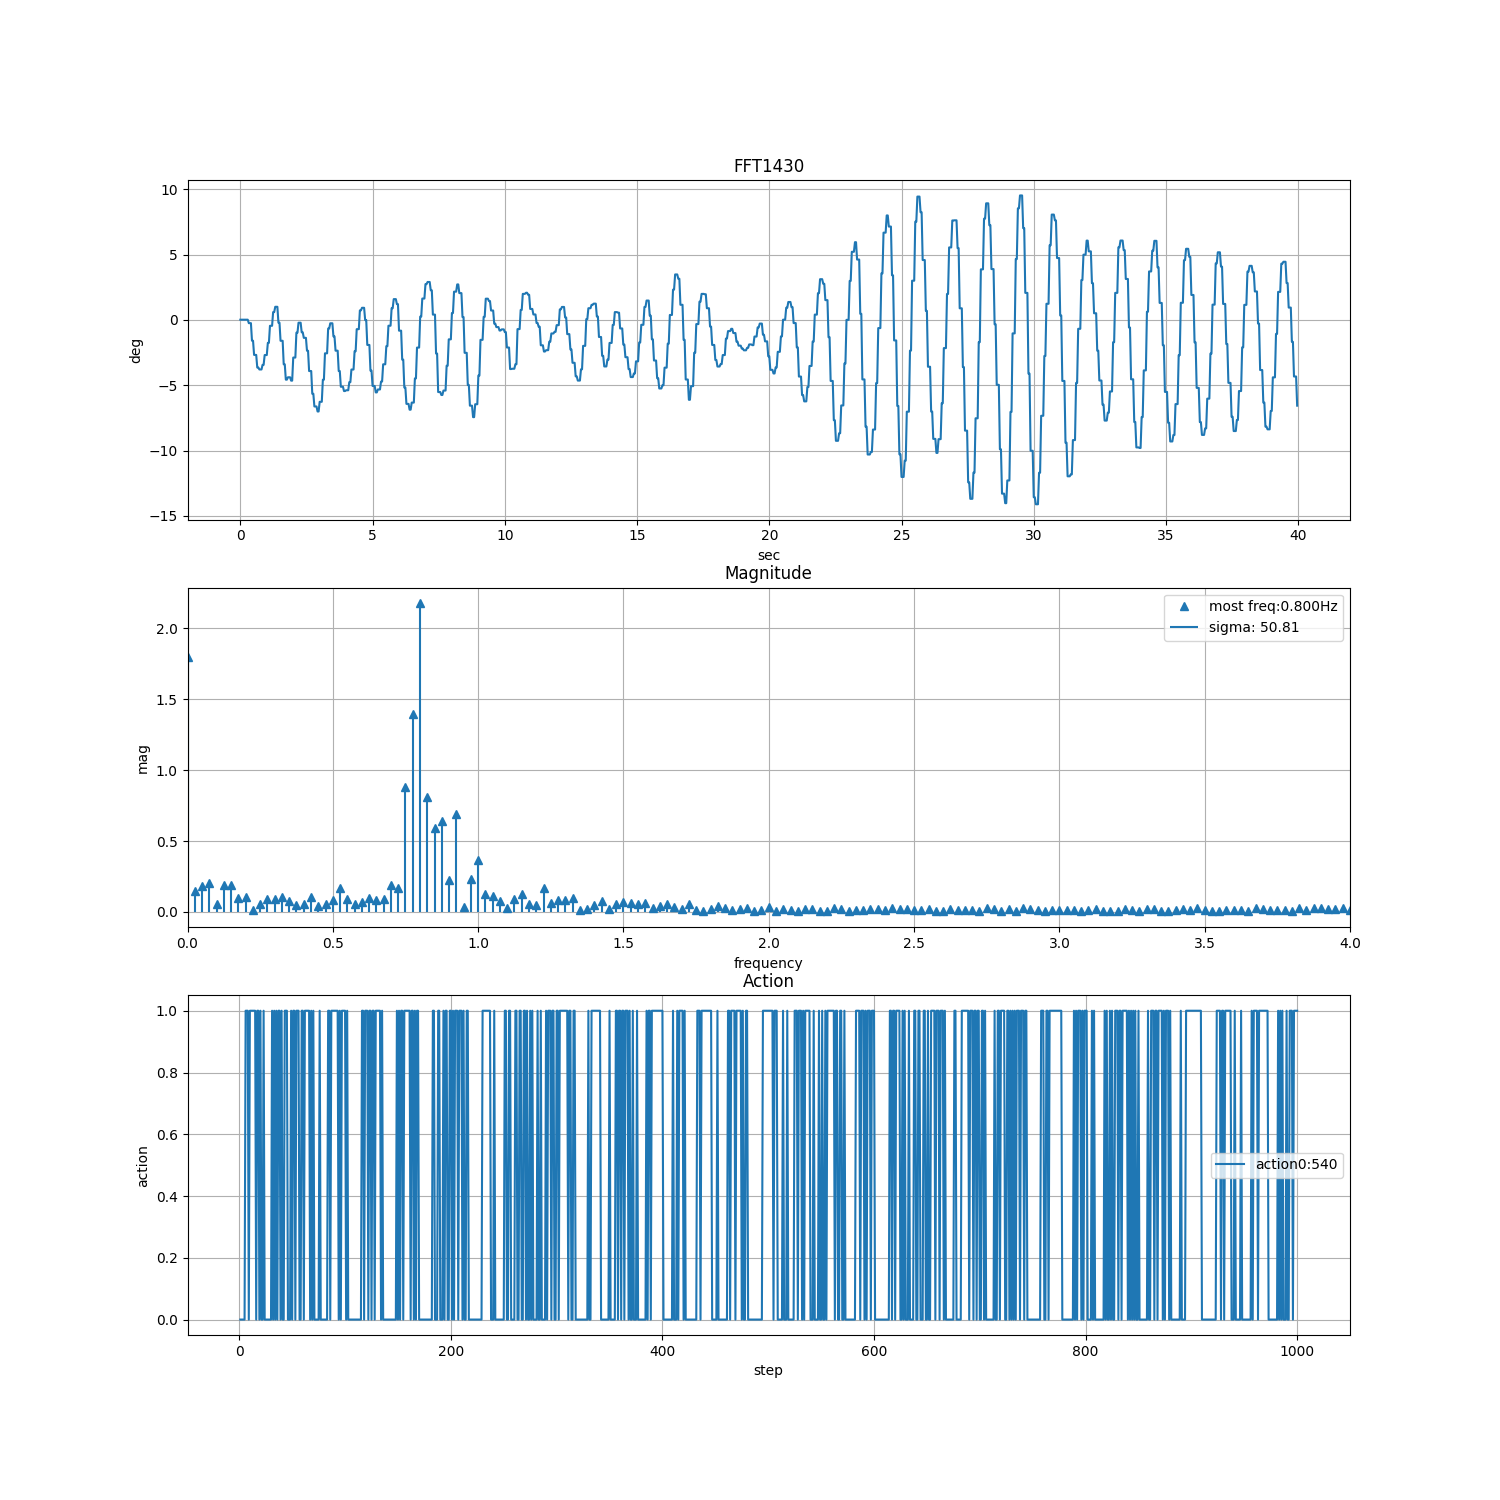 FFT1430
10
5
0
−5
−10
−15
deg
0 5 10 15 20 25 30 35 40
sec
Magnitude
most freq:0.800Hz
sigma: 50.81
2.0
1.5
1.0
0.5
0.0
mag
0.0 0.5 1.0 1.5 2.0 2.5 3.0 3.5 4.0
frequency
Action
1.0
0.8
0.6
0.4
0.2
0.0
action
action0:540
0 200 400 600 800 1000
step